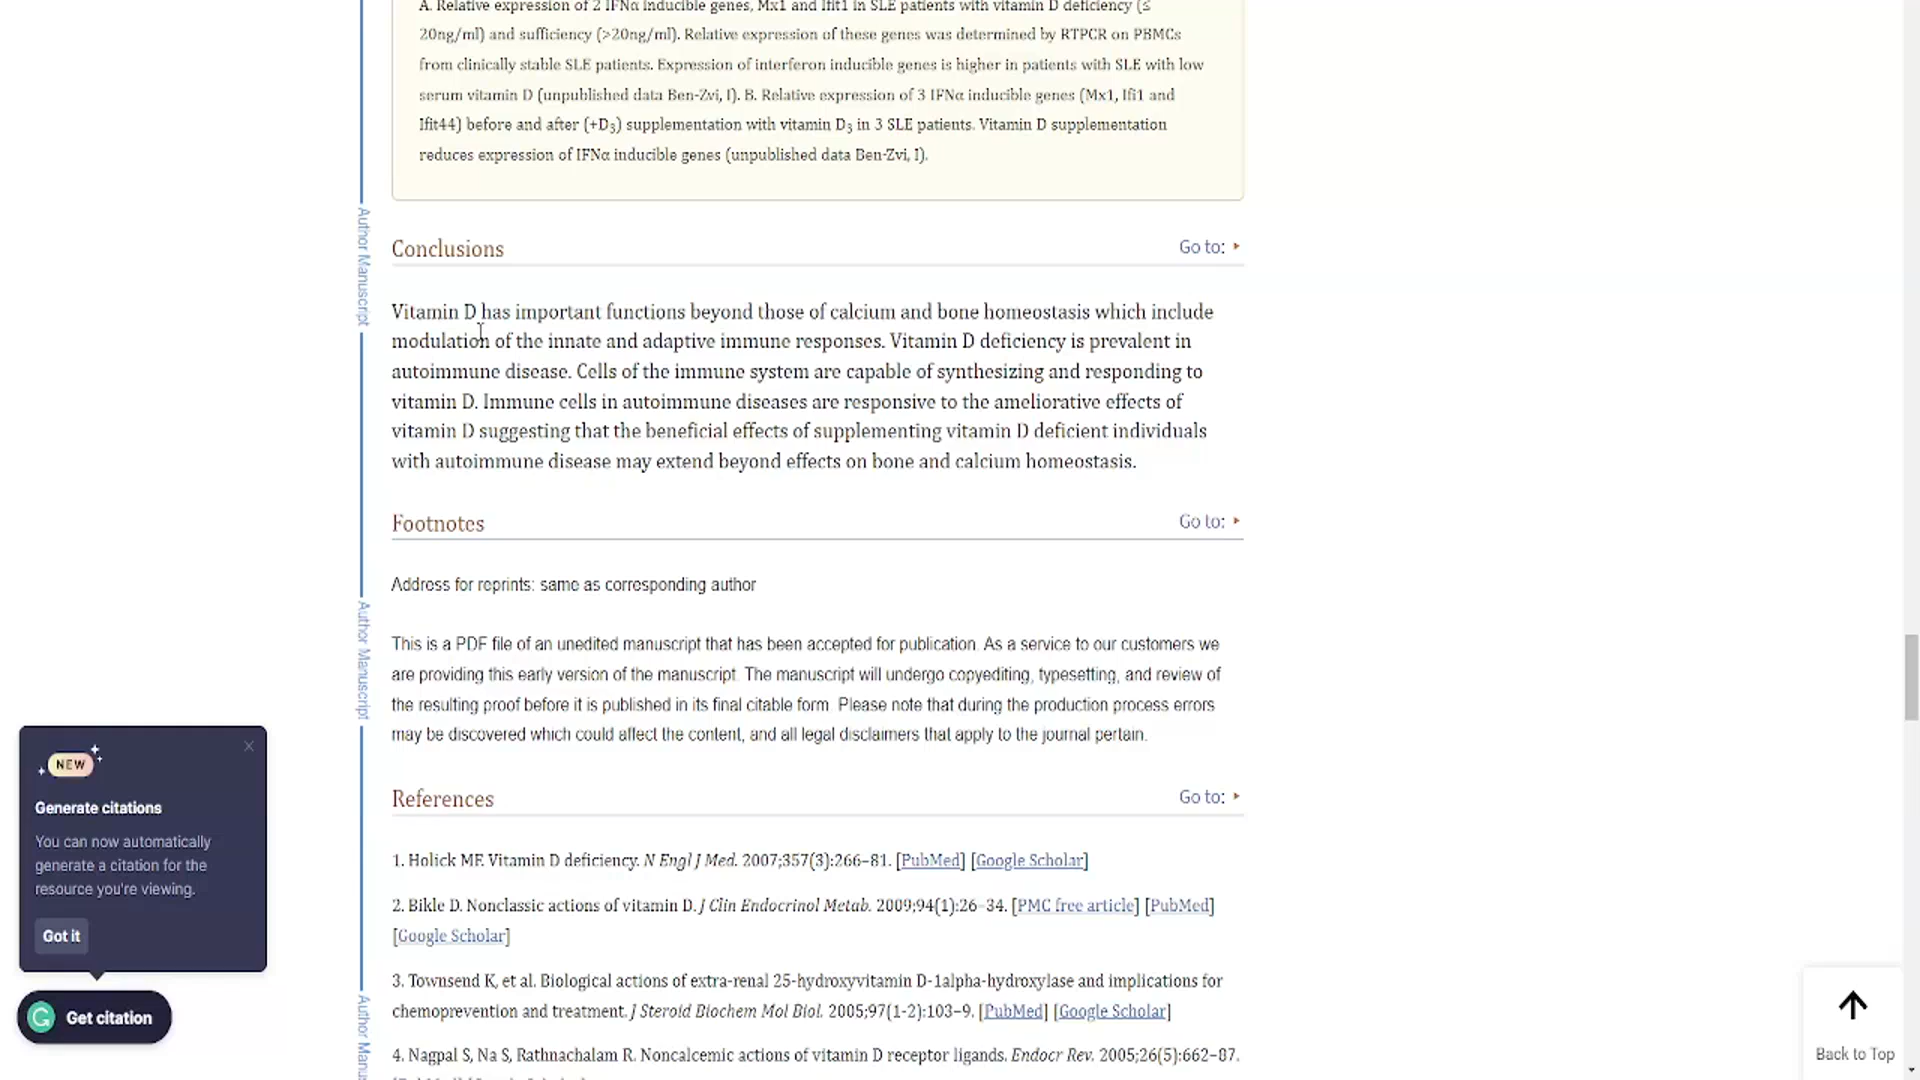 A. Relative expression of 2 IFNα inducible genes, Mx1 and Ifit1 in SLE patients with vitamin D deficiency (≤
20ng/ml) and sufficiency (>20ng/ml). Relative expression of these genes was determined by RTPCR on PBMCs
from clinically stable SLE patients. Expression of interferon inducible genes is higher in patients with SLE with low
serum vitamin D (unpublished data Ben-Zvi, I). B. Relative expression of 3 IFNα inducible genes (Mx1, Ifi1 and
Ifit44) before and after (+D₃) supplementation with vitamin D₃ in 3 SLE patients. Vitamin D supplementation
reduces expression of IFNα inducible genes (unpublished data Ben-Zvi, I).
Author Manuscript
Conclusions
Go to:
Vitamin D has important functions beyond those of calcium and bone homeostasis which include
modulation of the innate and adaptive immune responses. Vitamin D deficiency is prevalent in
autoimmune disease. Cells of the immune system are capable of synthesizing and responding to
vitamin D. Immune cells in autoimmune diseases are responsive to the ameliorative effects of
vitamin D suggesting that the beneficial effects of supplementing vitamin D deficient individuals
with autoimmune disease may extend beyond effects on bone and calcium homeostasis.
Footnotes
Go to:
Address for reprints: same as corresponding author
Author Manuscript
This is a PDF file of an unedited manuscript that has been accepted for publication. As a service to our customers we
are providing this early version of the manuscript. The manuscript will undergo copyediting, typesetting, and review of
the resulting proof before it is published in its final citable form. Please note that during the production process errors
may be discovered which could affect the content, and all legal disclaimers that apply to the journal pertain.
References
Go to:
1. Holick MF. Vitamin D deficiency. N Engl J Med. 2007;357(3):266–81. [PubMed] [Google Scholar]
2. Bikle D. Nonclassic actions of vitamin D. J Clin Endocrinol Metab. 2009;94(1):26–34. [PMC free article] [PubMed]
[Google Scholar]
3. Townsend K, et al. Biological actions of extra-renal 25-hydroxyvitamin D-1alpha-hydroxylase and implications for
chemoprevention and treatment. J Steroid Biochem Mol Biol. 2005;97(1-2):103–9. [PubMed] [Google Scholar]
Author Manus
4. Nagpal S, Na S, Rathnachalam R. Noncalcemic actions of vitamin D receptor ligands. Endocr Rev. 2005;26(5):662–87.
NEW
Generate citations
You can now automatically
generate a citation for the
resource you're viewing.
Got it
Get citation
Back to Top